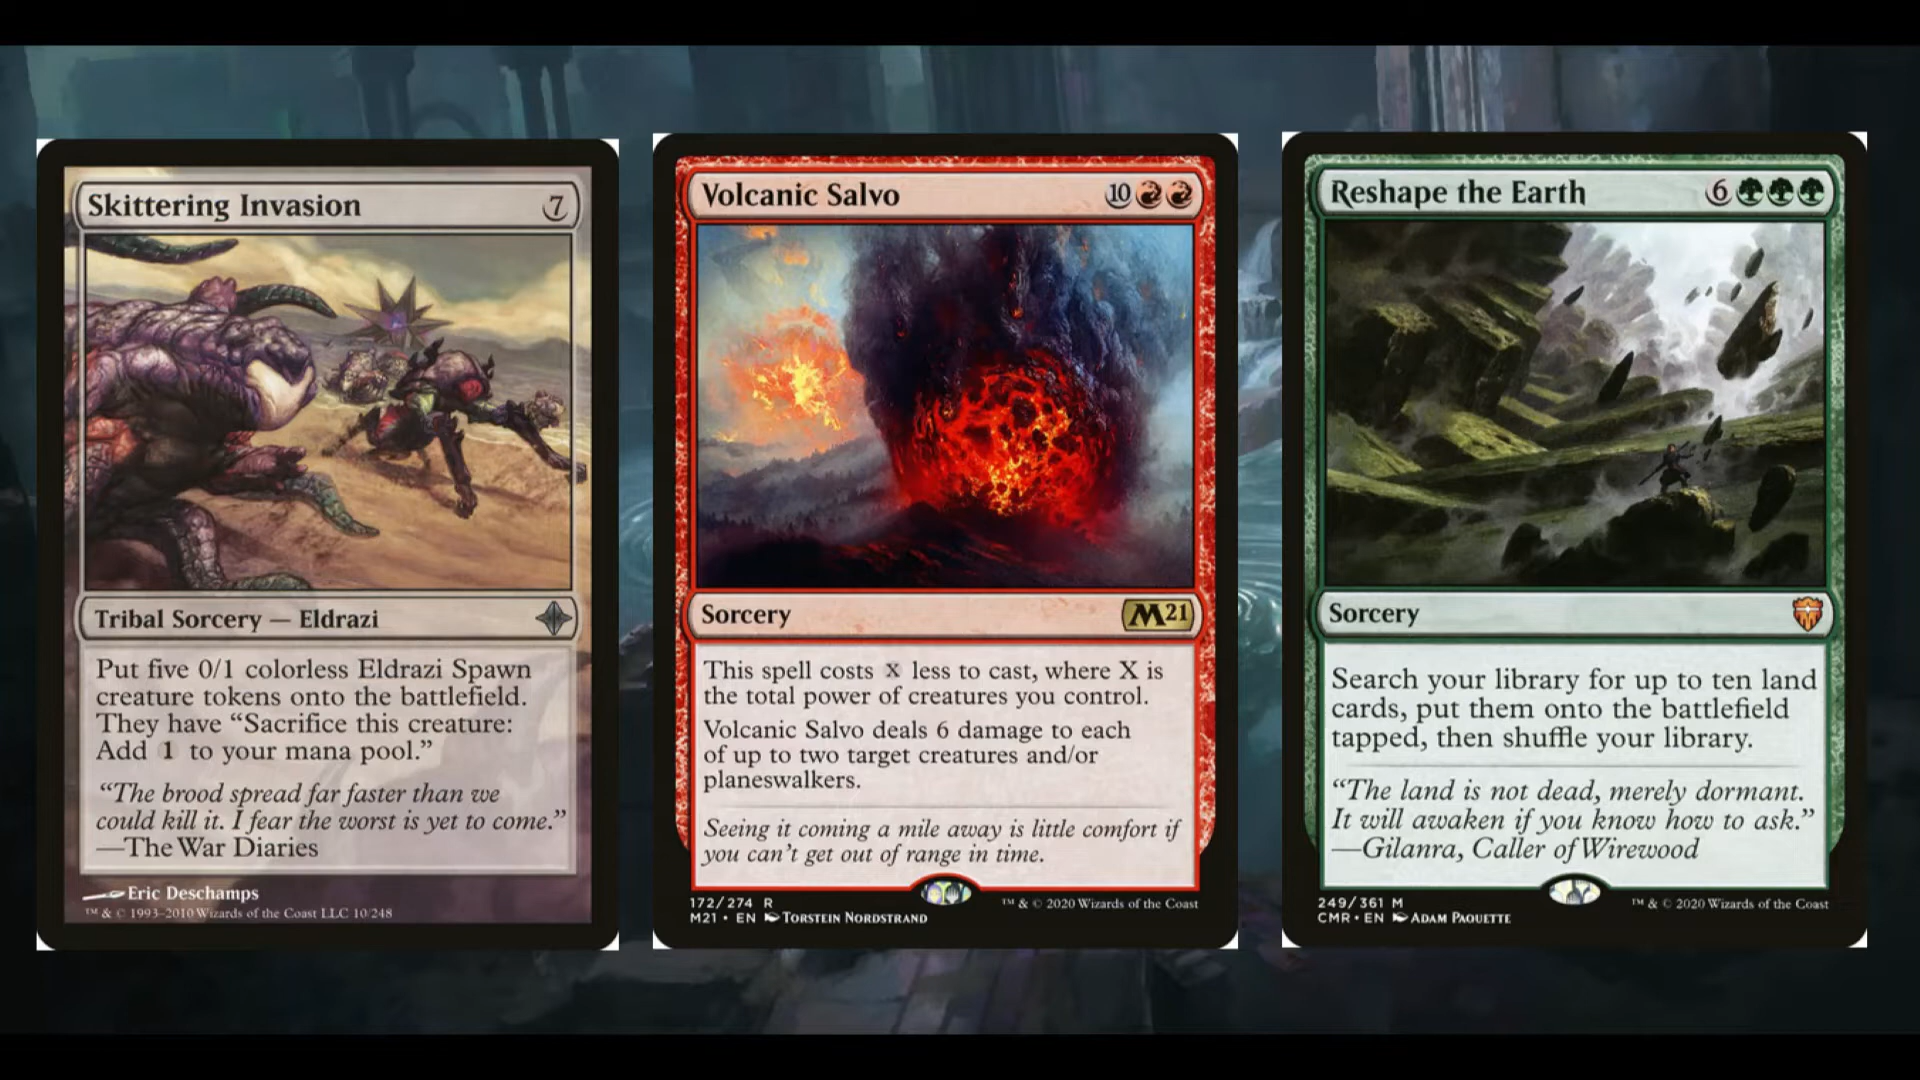 Skittering Invasion 7
Tribal Sorcery — Eldrazi
Put five 0/1 colorless Eldrazi Spawn
creature tokens onto the battlefield.
They have “Sacrifice this creature:
Add 1 to your mana pool.”
“The brood spread far faster than we
could kill it. I fear the worst is yet to come.”
—The War Diaries
Eric Deschamps
™ & © 1993–2010 Wizards of the Coast LLC 10/248
Volcanic Salvo 10
Sorcery M21
This spell costs X less to cast, where X is
the total power of creatures you control.
Volcanic Salvo deals 6 damage to each
of up to two target creatures and/or
planeswalkers.
Seeing it coming a mile away is little comfort if
you can’t get out of range in time.
172/274 R ™ & © 2020 Wizards of the Coast
M21 • EN Torstein Nordstrand
Reshape the Earth 6
Sorcery
Search your library for up to ten land
cards, put them onto the battlefield
tapped, then shuffle your library.
“The land is not dead, merely dormant.
It will awaken if you know how to ask.”
—Gilanra, Caller of Wirewood
249/361 M ™ & © 2020 Wizards of the Coast
CMR • EN Adam Paquette